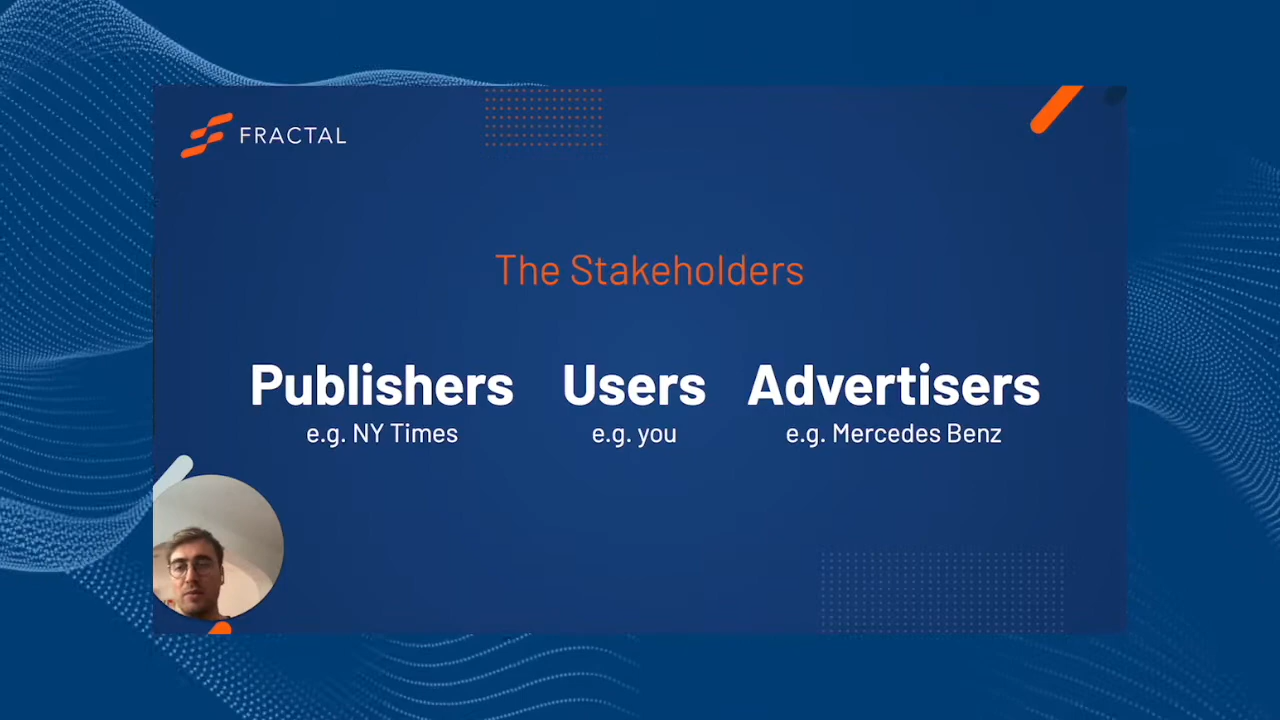 FRACTAL
The Stakeholders
Publishers Users Advertisers
e.g. NY Times e.g. you e.g. Mercedes Benz